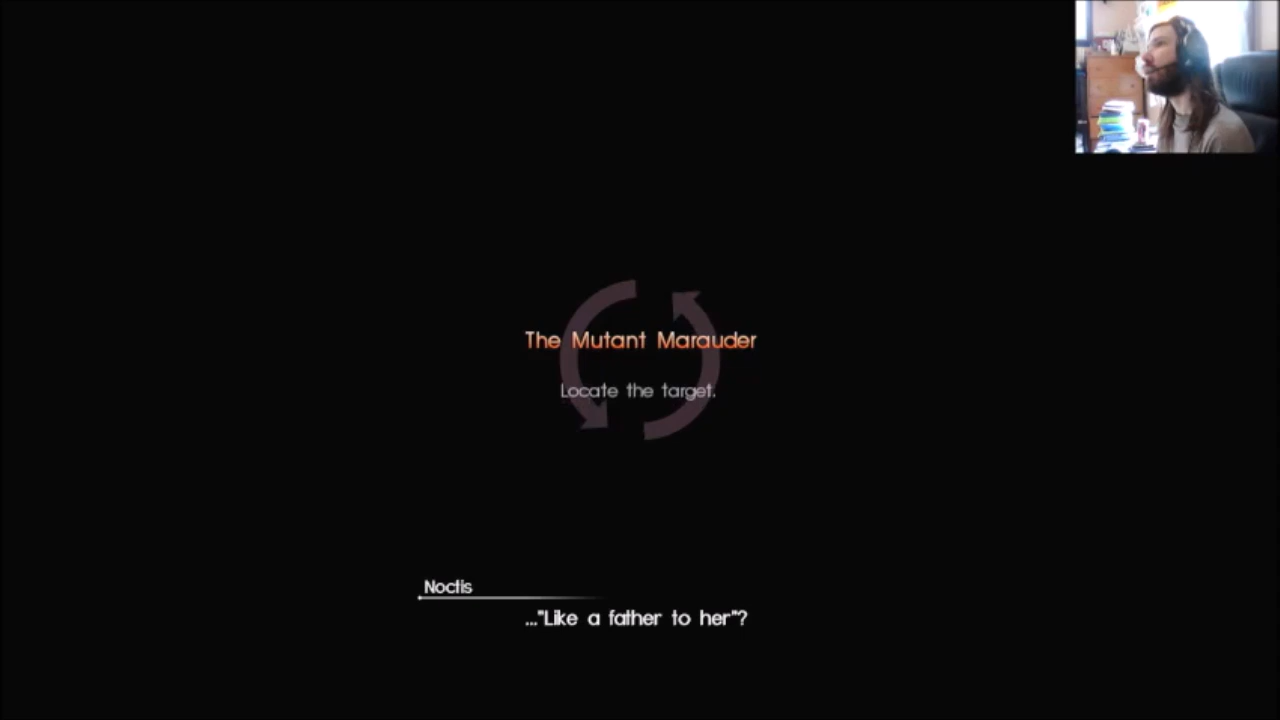 The Mutant Marauder
Locate the target.
Noctis
..."Like a father to her"?